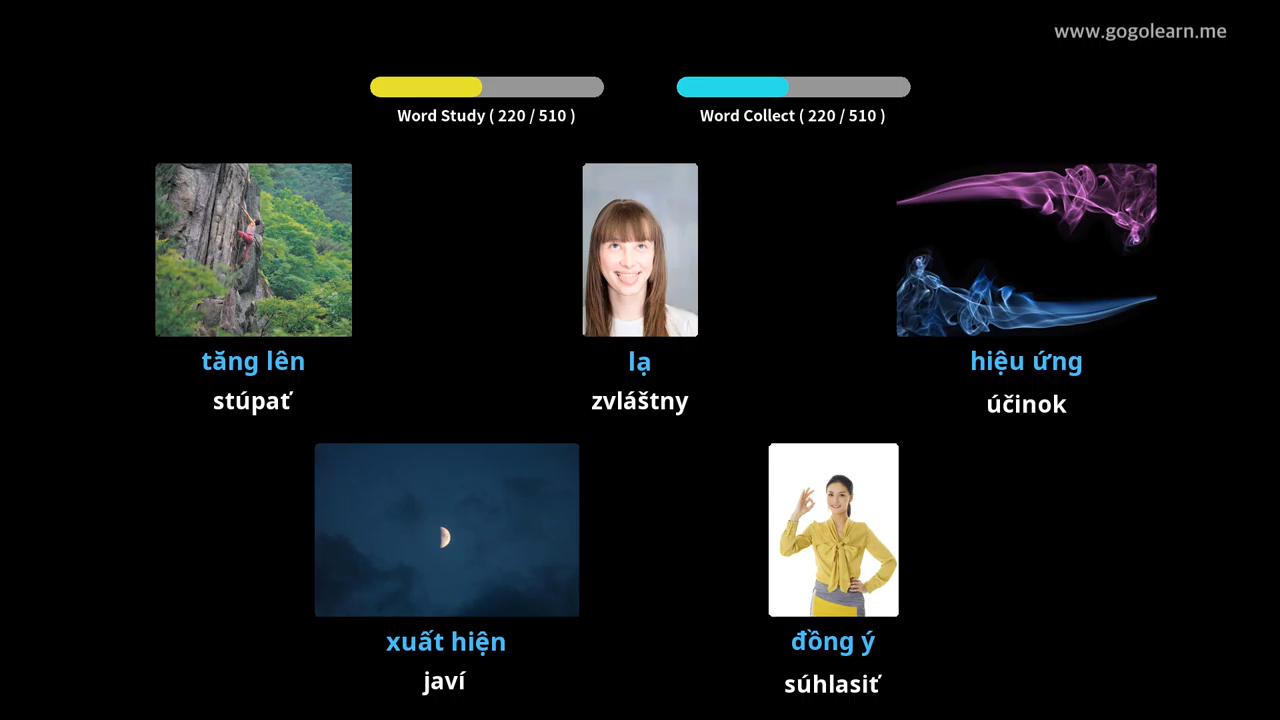 www.gogolearn.me
Word Study ( 220 / 510 )
Word Collect ( 220 / 510 )
tăng lên
stúpať
lạ
zvláštny
hiệu ứng
účinok
xuất hiện
javí
đồng ý
súhlasiť